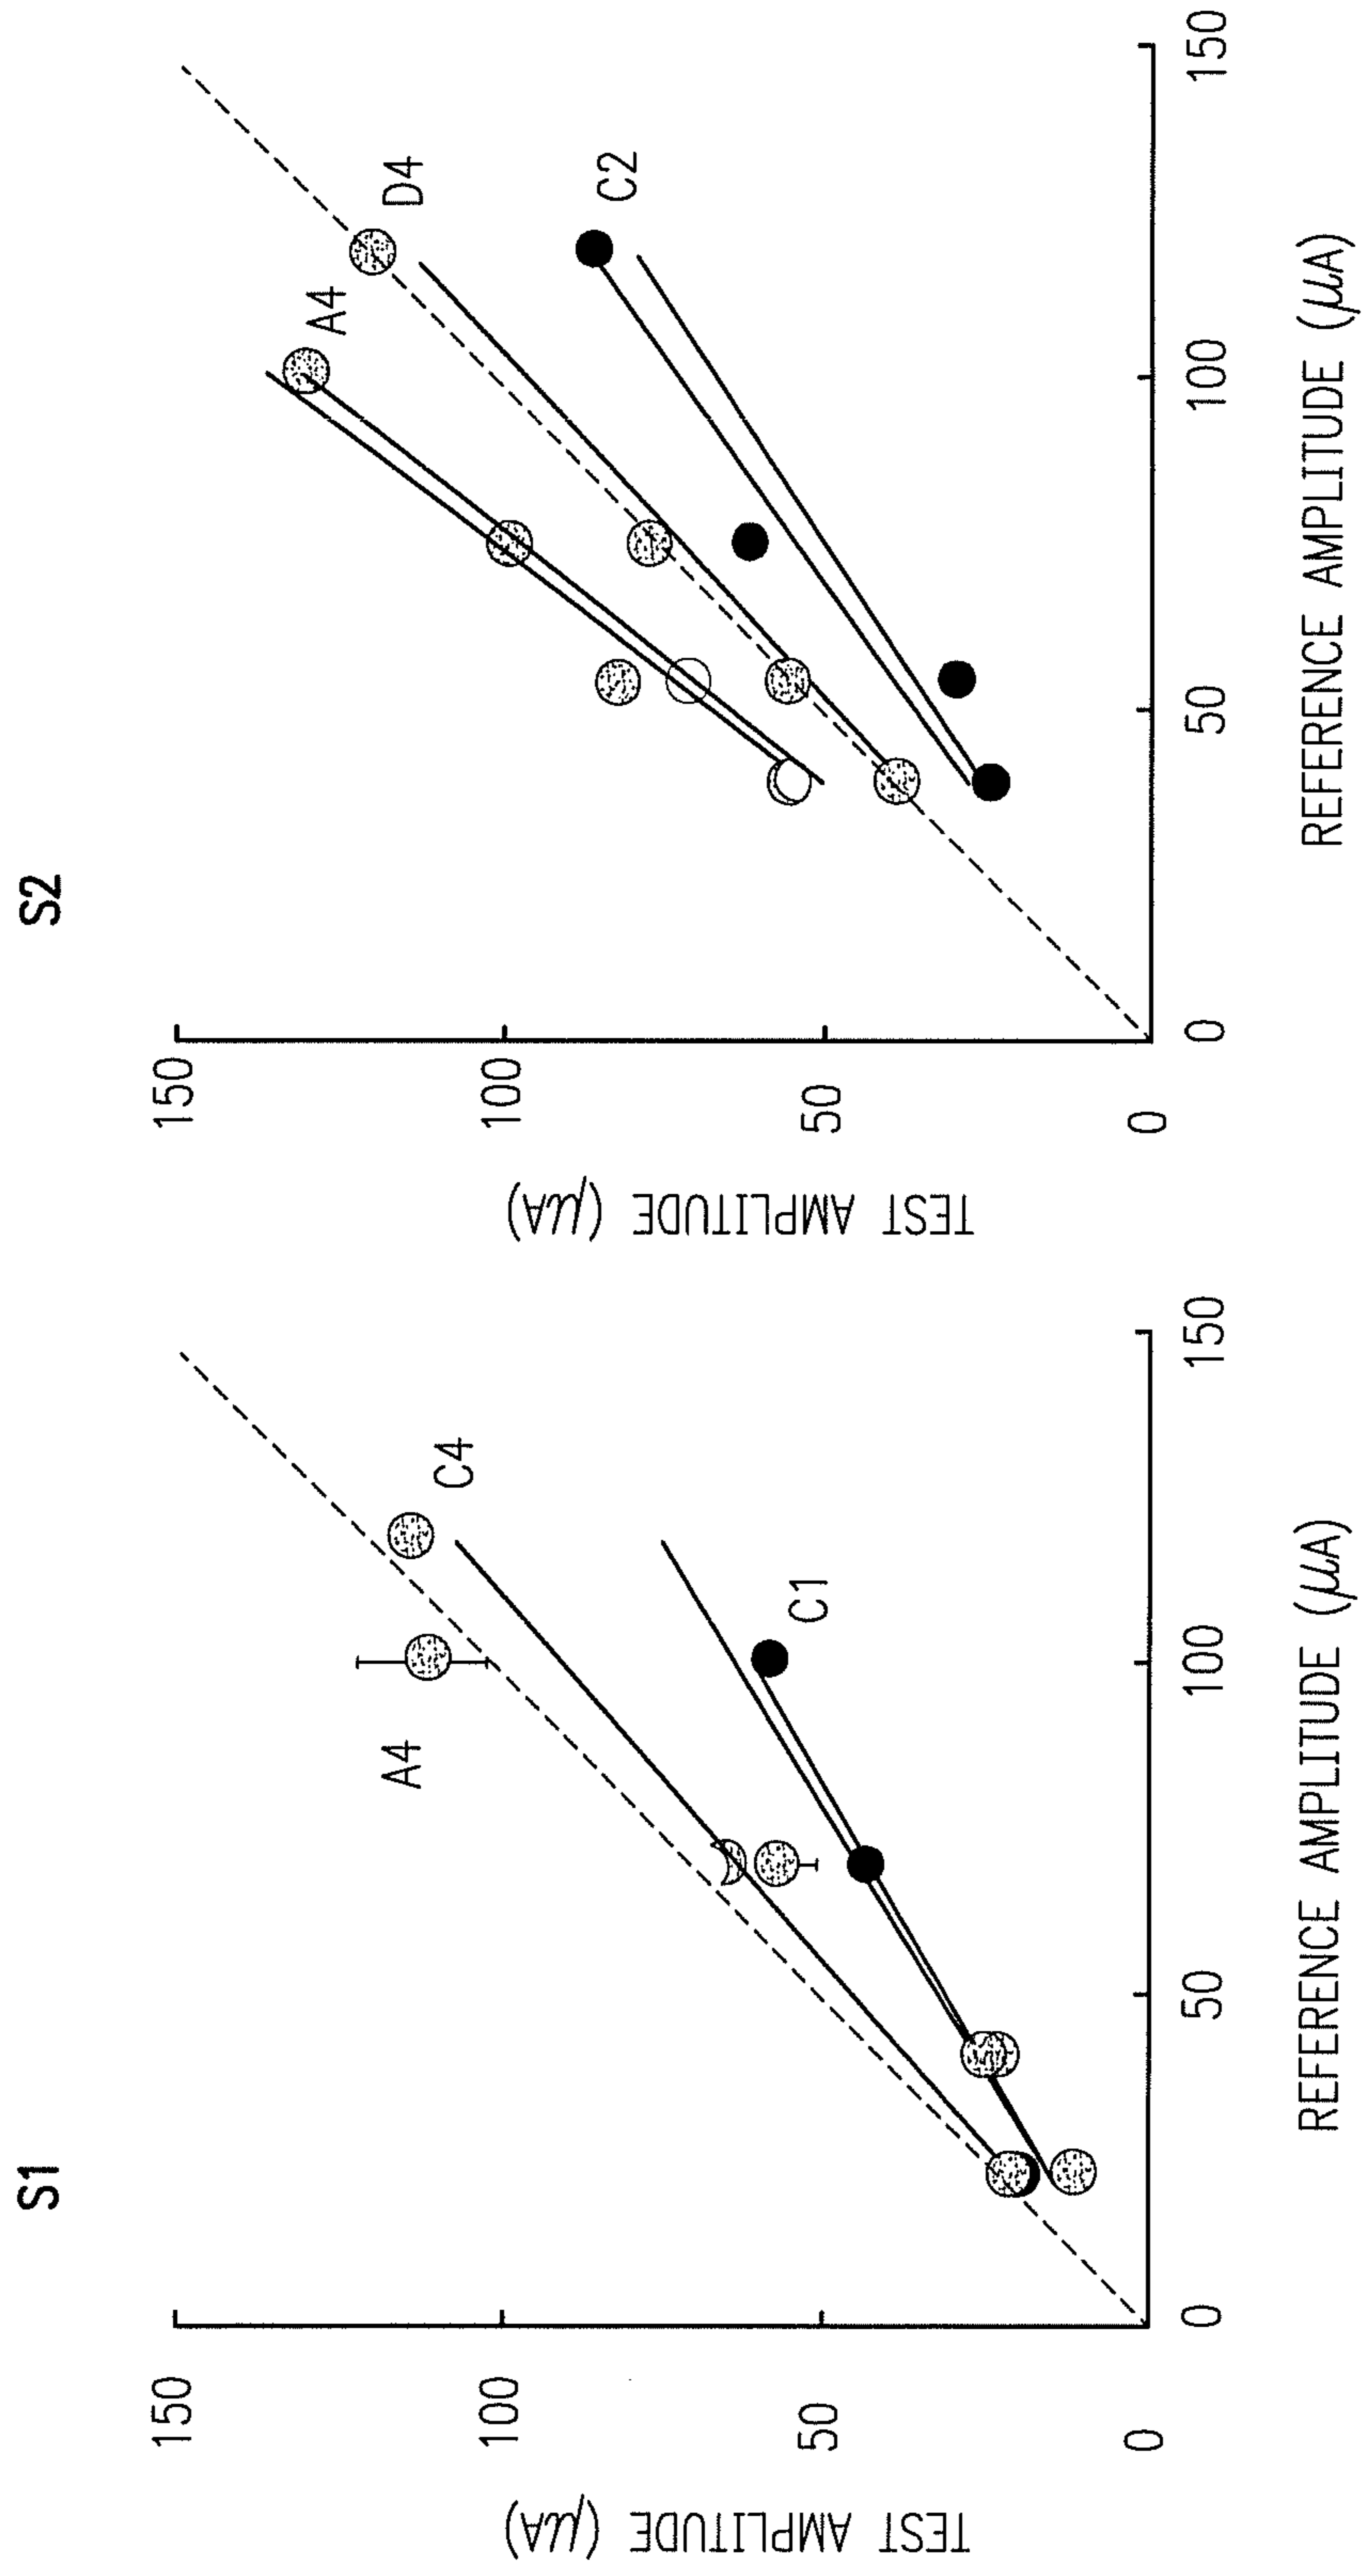 S1
TEST AMPLITUDE (μA)
150
100
50
0
A4
C4
C1
0
50
100
150
REFERENCE AMPLITUDE (μA)
S2
TEST AMPLITUDE (μA)
150
100
50
0
A4
D4
C2
0
50
100
150
REFERENCE AMPLITUDE (μA)